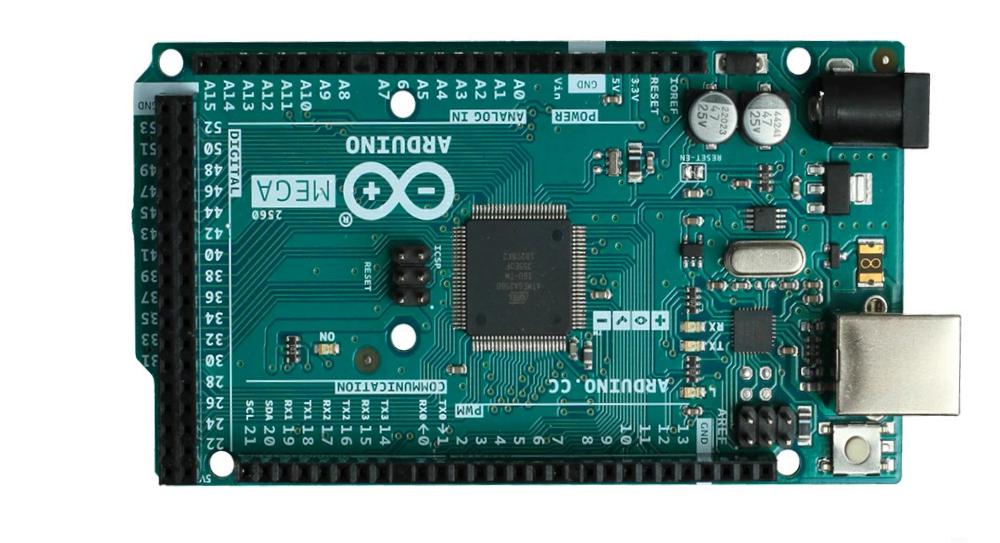 A15 A14 A13 A12 A11 A10 A9 A8 A7 A6 A5 A4 A3 A2 A1 A0 Vin GND 5V 3.3V RESET IOREF
ANALOG IN POWER
GND
53 52
51 50
49 48
47 46
45 44
43 42
41 40
39 38
37 36
35 34
33 32
31 30
28
26
24
22
5V
DIGITAL
ARDUINO
MEGA
2560
®
ICSP
RESET
ON
22023
47
25V
47
25V
RESET-EN
ATMEGA2560
16U-TW
RX
TX
L
ARDUINO.CC
COMMUNICATION
PWM
SCL 21 SDA 20 RX1 19 TX1 18 RX2 17 TX2 16 RX3 15 TX3 14 RX0 0 TX0 1 2 3 4 5 6 7 8 9 10 11 12 13 GND AREF